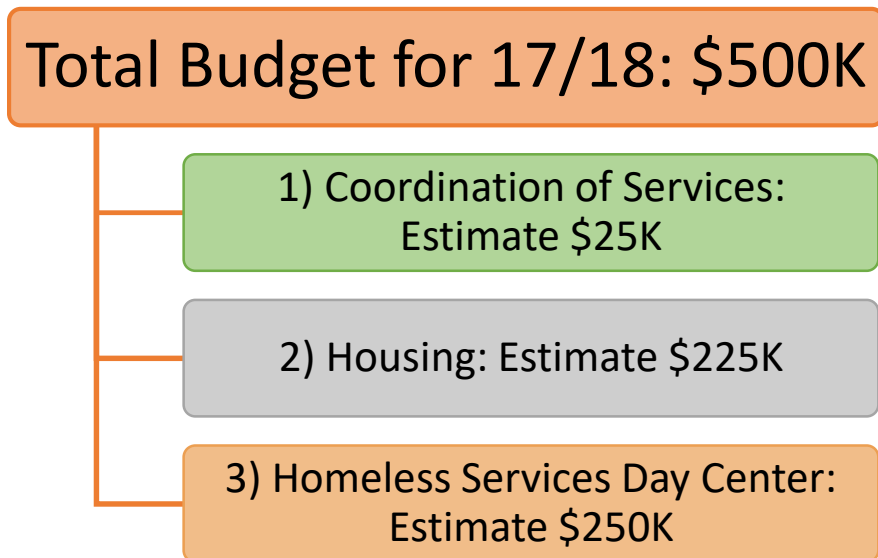 Total Budget for 17/18: $500K
1) Coordination of Services:
Estimate $25K
2) Housing: Estimate $225K
3) Homeless Services Day Center:
Estimate $250K